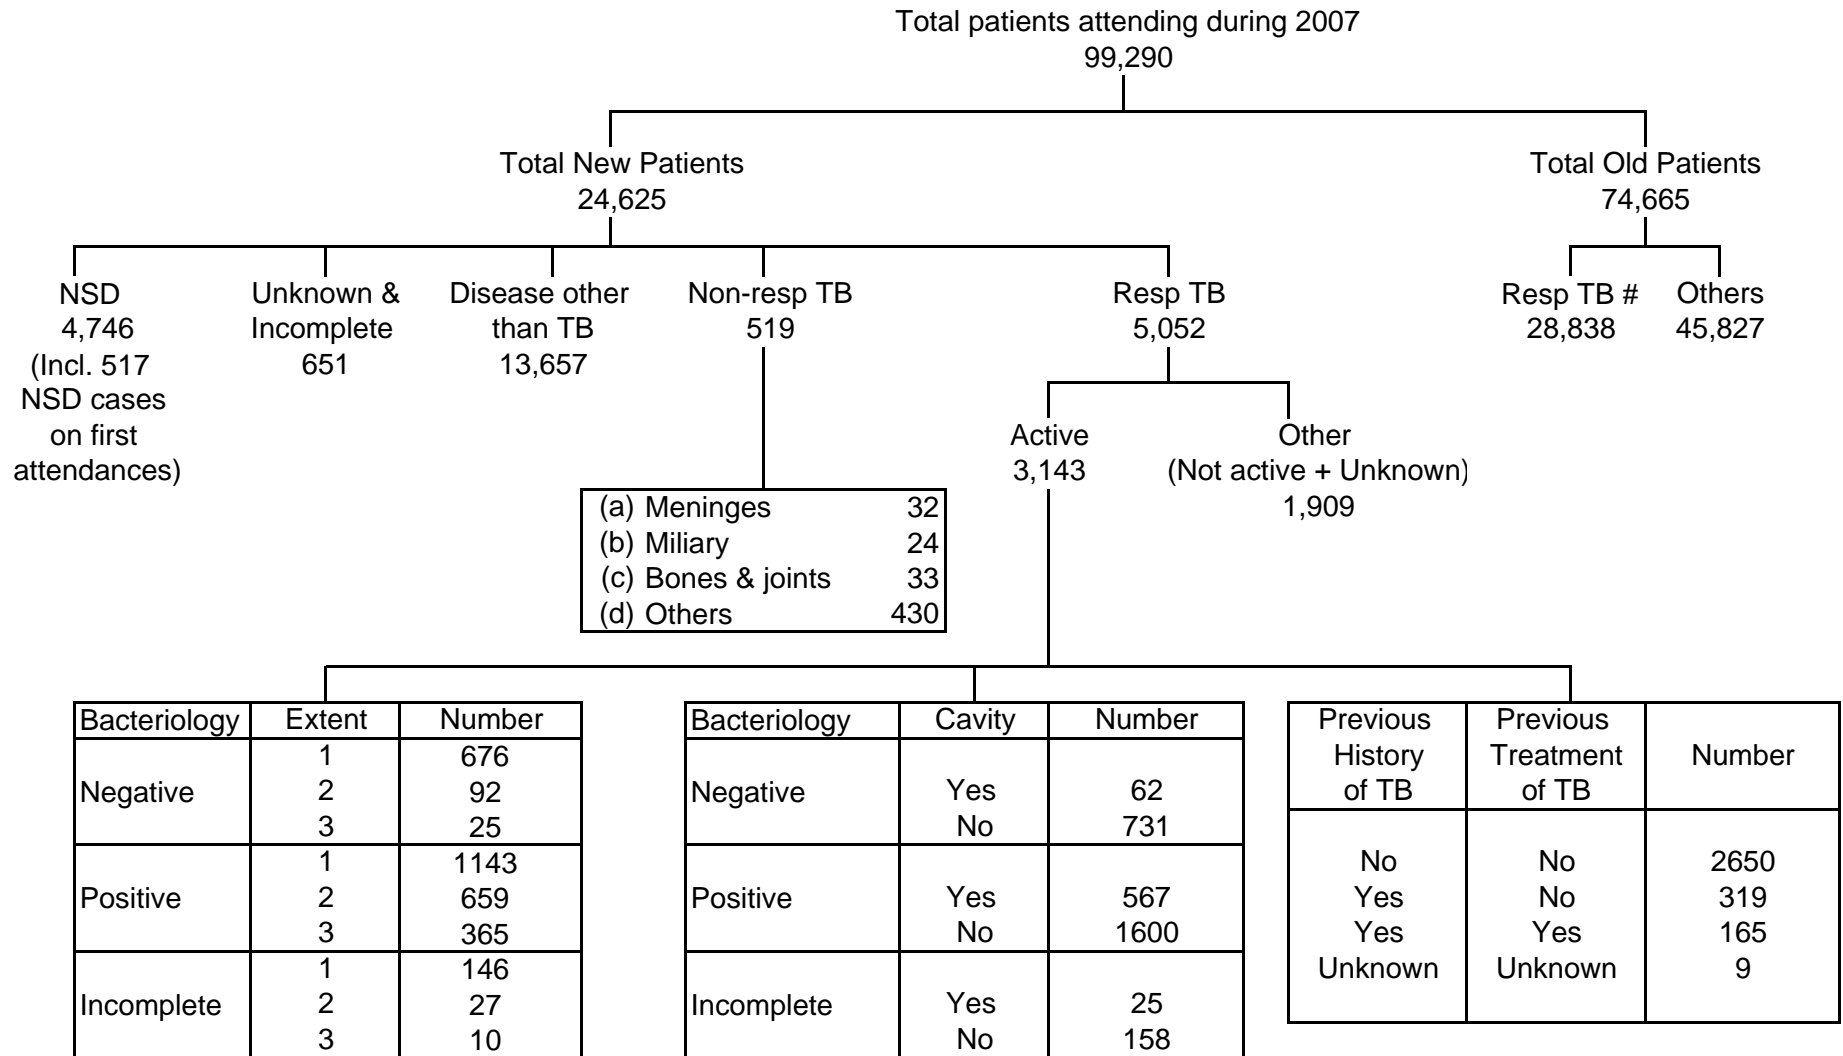 Total patients attending during 2007
99,290
Total New Patients
24,625
Total Old Patients
74,665
NSD
4,746
(Incl. 517
NSD cases
on first
attendances)
Unknown &
Incomplete
651
Disease other
than TB
13,657
Non-resp TB
519
Resp TB
5,052
Resp TB #
28,838
Others
45,827
Active
3,143
Other
(Not active + Unknown)
1,909
(a) Meninges 32
(b) Miliary 24
(c) Bones & joints 33
(d) Others 430
Bacteriology Extent Number
1 676
Negative 2 92
3 25
1 1143
Positive 2 659
3 365
1 146
Incomplete 2 27
3 10
Bacteriology Cavity Number
Negative Yes 62
No 731
Positive Yes 567
No 1600
Incomplete Yes 25
No 158
Previous Previous
History Treatment Number
of TB of TB
No No 2650
Yes No 319
Yes Yes 165
Unknown Unknown 9